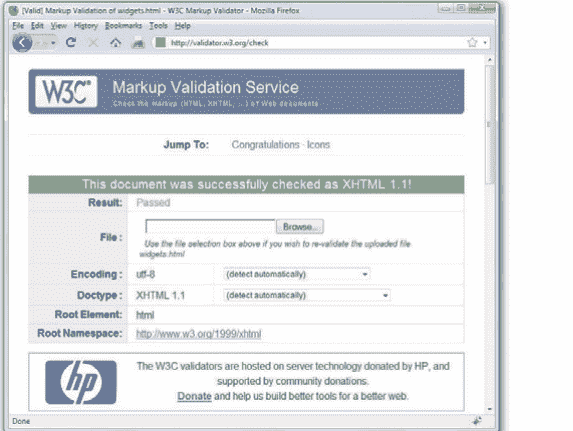 [Valid] Markup Validation of widgets.html - W3C Markup Validator - Mozilla Firefox
File Edit View History Bookmarks Tools Help
http://validator.w3.org/check
W3C Markup Validation Service
Check the markup (HTML, XHTML, ...) of Web documents
Jump To: Congratulations · Icons
This document was successfully checked as XHTML 1.1!
Result: Passed
File : Browse...
Use the file selection box above if you wish to re-validate the uploaded file
widgets.html
Encoding : utf-8 (detect automatically)
Doctype : XHTML 1.1 (detect automatically)
Root Element: html
Root Namespace: http://www.w3.org/1999/xhtml
hp The W3C validators are hosted on server technology donated by HP, and
supported by community donations.
Donate and help us build better tools for a better web.
Done